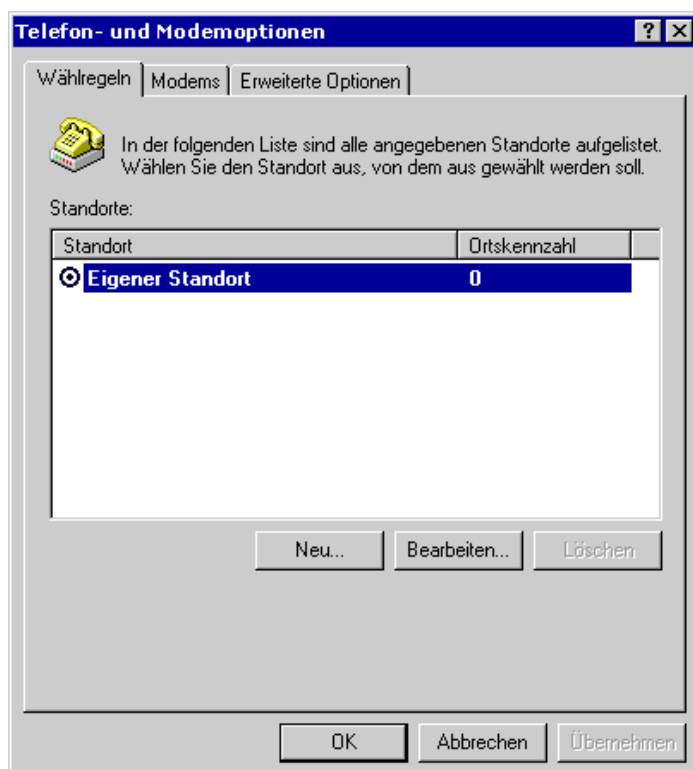 Telefon- und Modemoptionen
Wählregeln Modems Erweiterte Optionen
In der folgenden Liste sind alle angegebenen Standorte aufgelistet.
Wählen Sie den Standort aus, von dem aus gewählt werden soll.
Standorte:
Standort Ortskennzahl
Eigener Standort 0
Neu... Bearbeiten... Löschen
OK Abbrechen Übernehmen